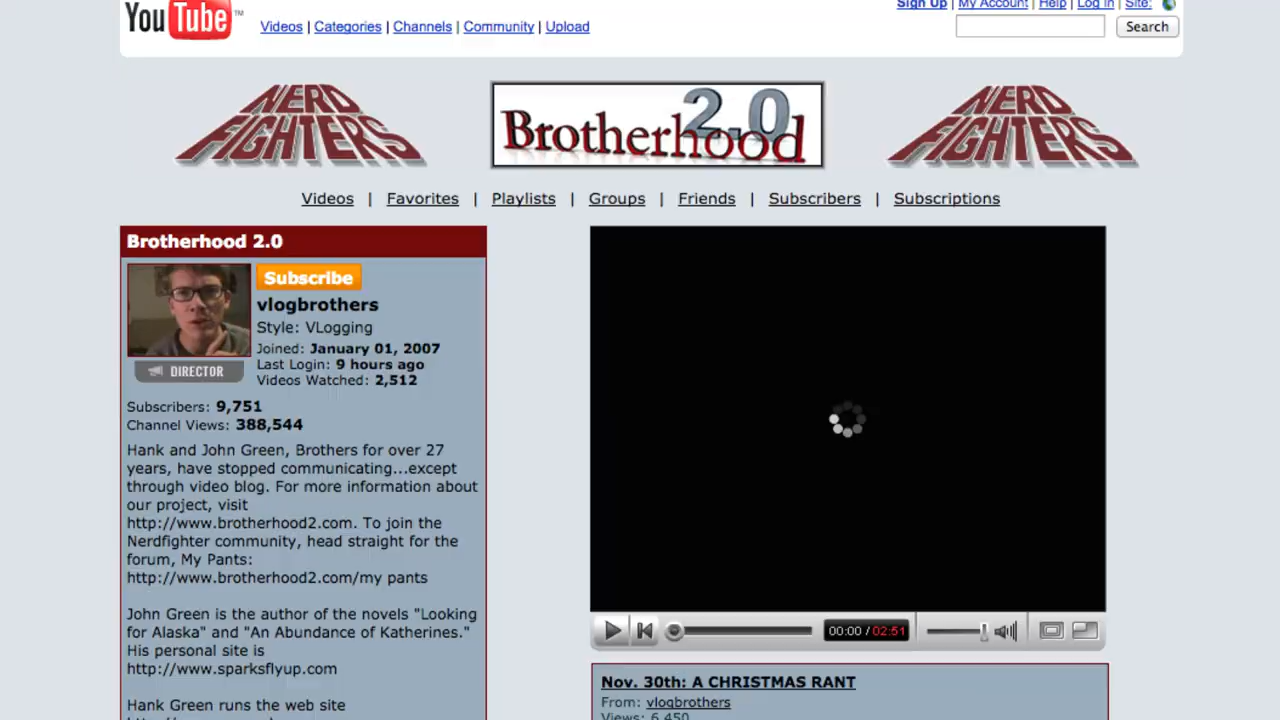 You Tube ™
Sign Up | My Account | Help | Log In | Site:
Videos | Categories | Channels | Community | Upload
Search
NERD FIGHTERS
Brotherhood 2.0
NERD FIGHTERS
Videos | Favorites | Playlists | Groups | Friends | Subscribers | Subscriptions
Brotherhood 2.0
Subscribe
vlogbrothers
Style: VLogging
Joined: January 01, 2007
Last Login: 9 hours ago
Videos Watched: 2,512
DIRECTOR
Subscribers: 9,751
Channel Views: 388,544
Hank and John Green, Brothers for over 27
years, have stopped communicating...except
through video blog. For more information about
our project, visit
http://www.brotherhood2.com. To join the
Nerdfighter community, head straight for the
forum, My Pants:
http://www.brotherhood2.com/my pants
John Green is the author of the novels "Looking
for Alaska" and "An Abundance of Katherines."
His personal site is
http://www.sparksflyup.com
Hank Green runs the web site
00:00 / 02:51
Nov. 30th: A CHRISTMAS RANT
From: vlogbrothers
Views: 6,450